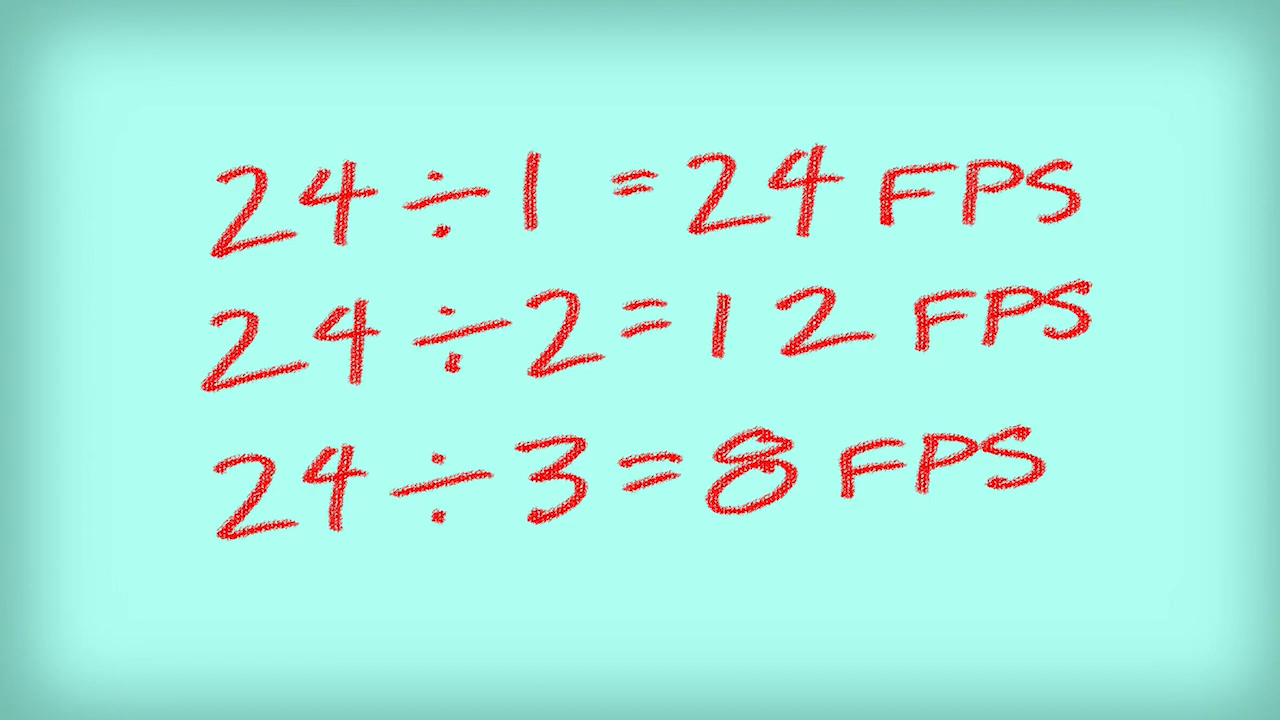 24 ÷ 1 = 24 FPS
24 ÷ 2 = 12 FPS
24 ÷ 3 = 8 FPS